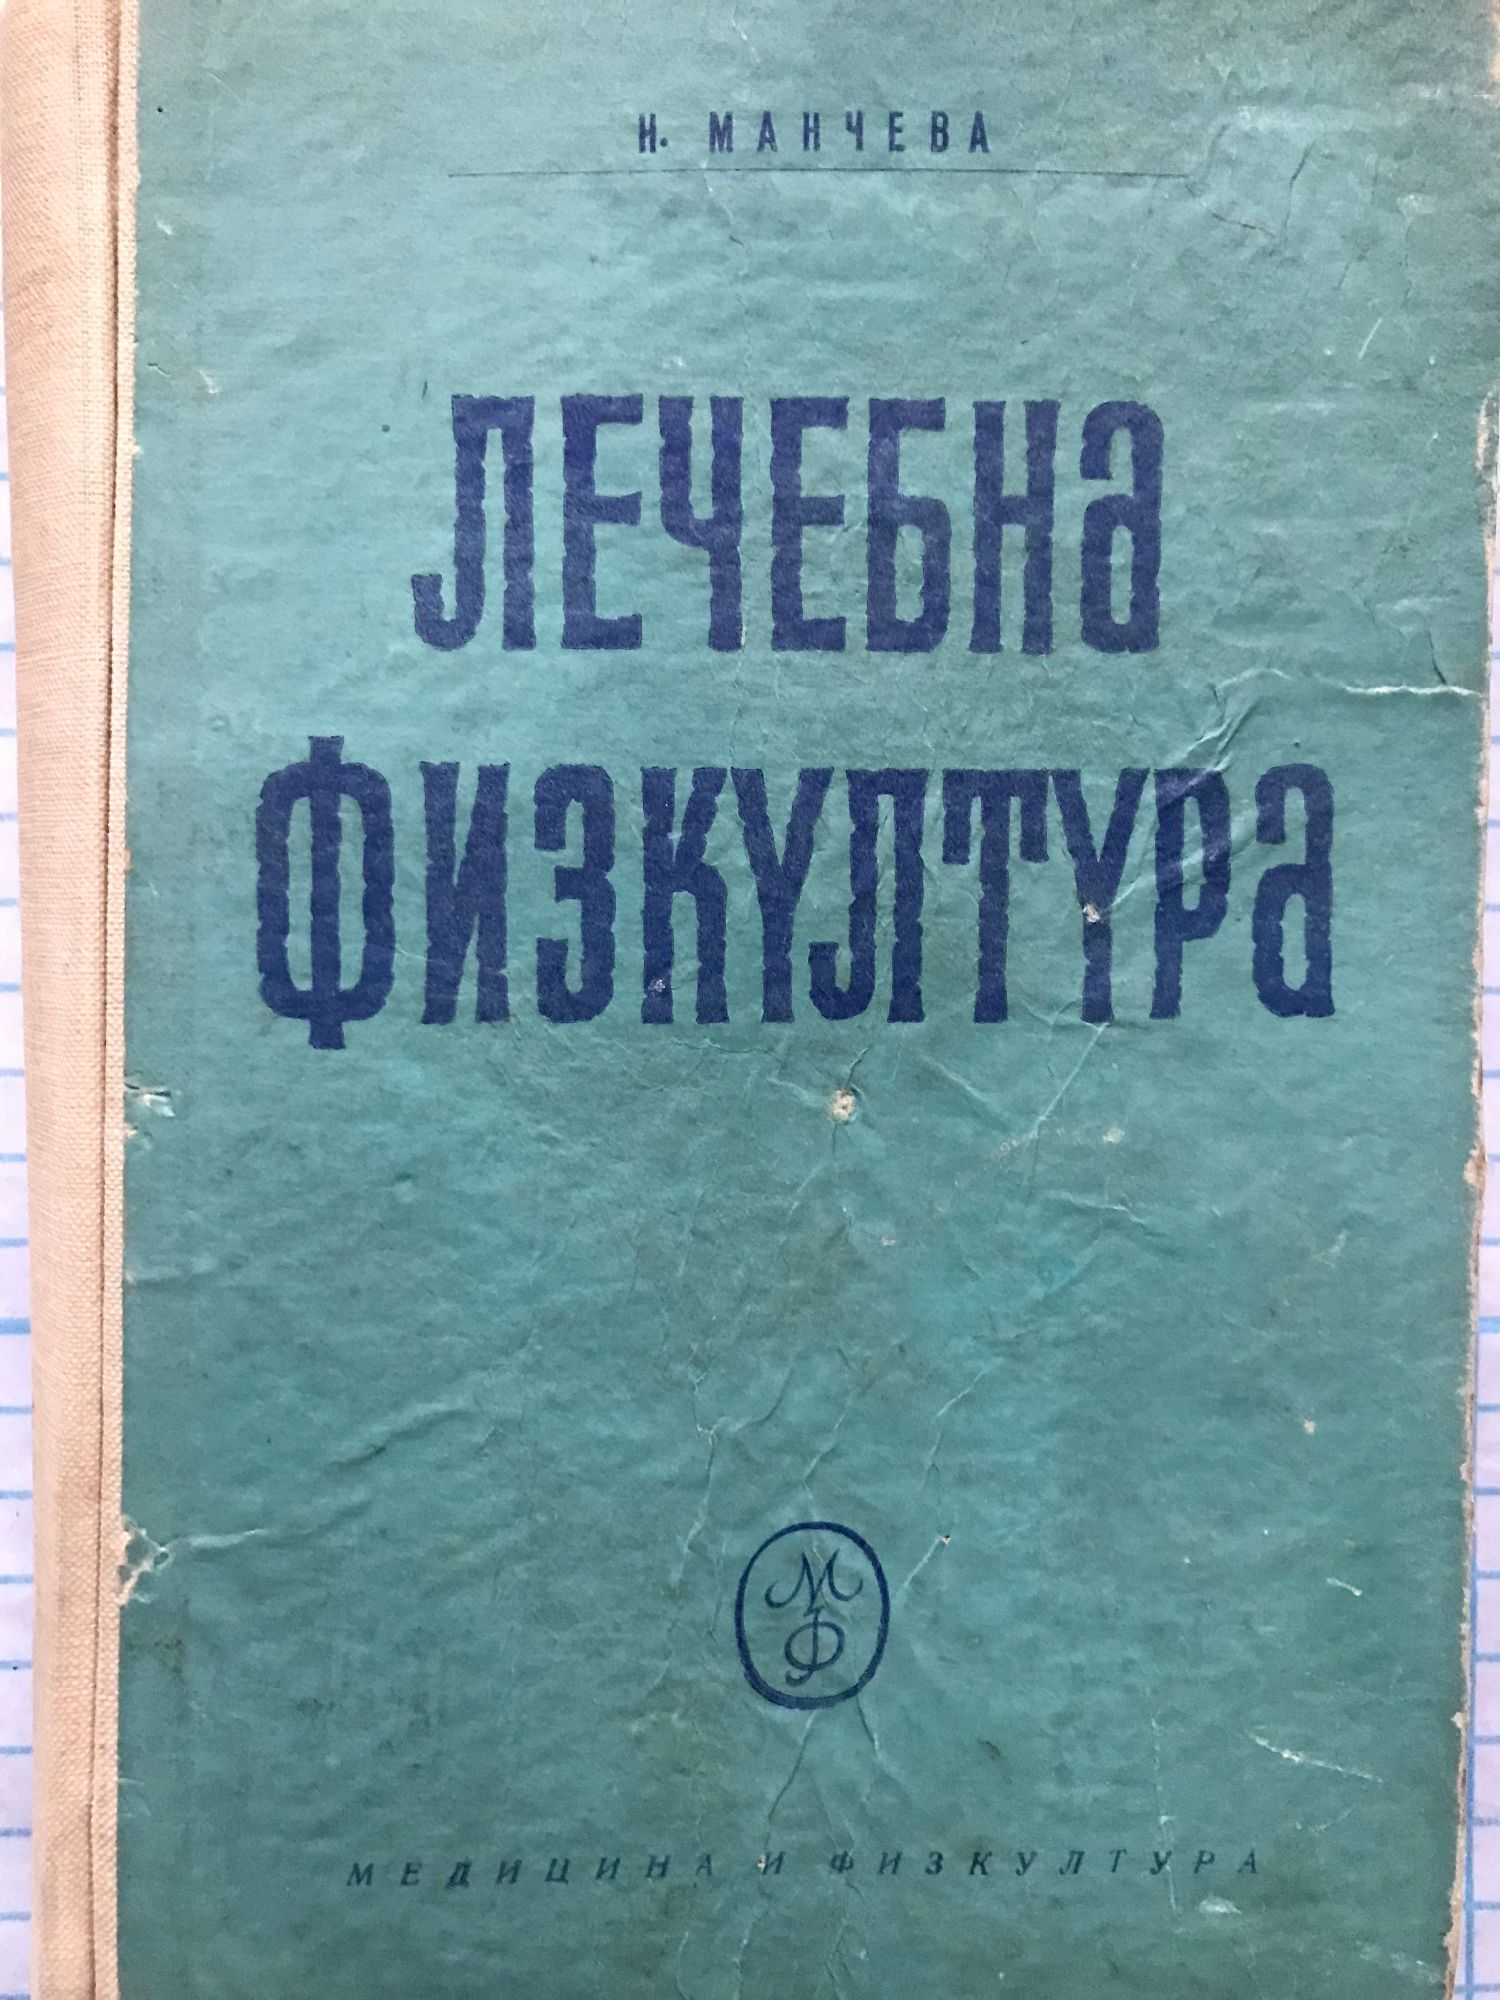 Н. МАНЧЕВА
ЛЕЧЕБНА
ФИЗКУЛТУРА
МФ
МЕДИЦИНА И ФИЗКУЛТУРА